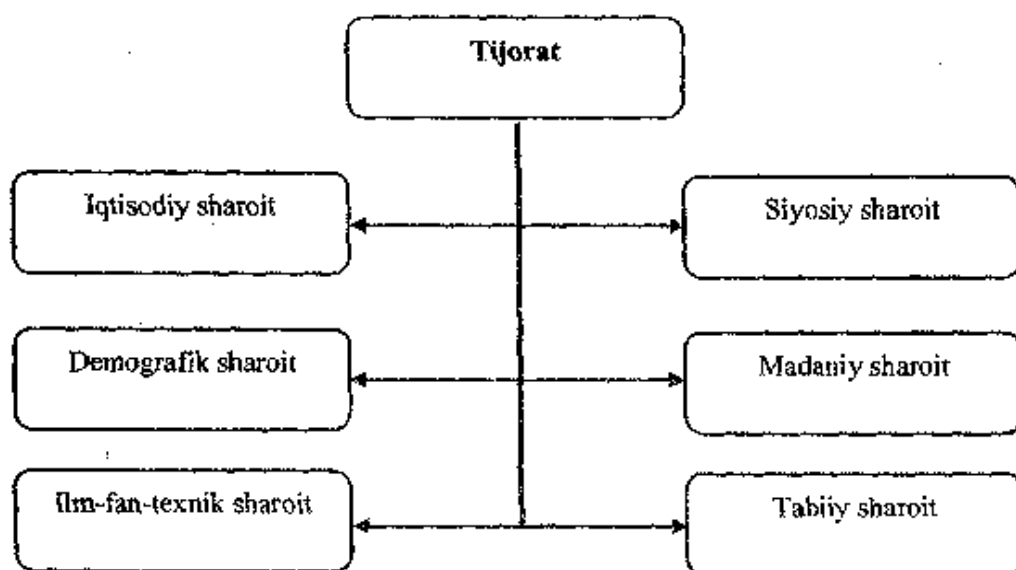 Tijorat
Iqtisodiy sharoit
Siyosiy sharoit
Demografik sharoit
Madaniy sharoit
Ilm-fan-texnik sharoit
Tabiiy sharoit